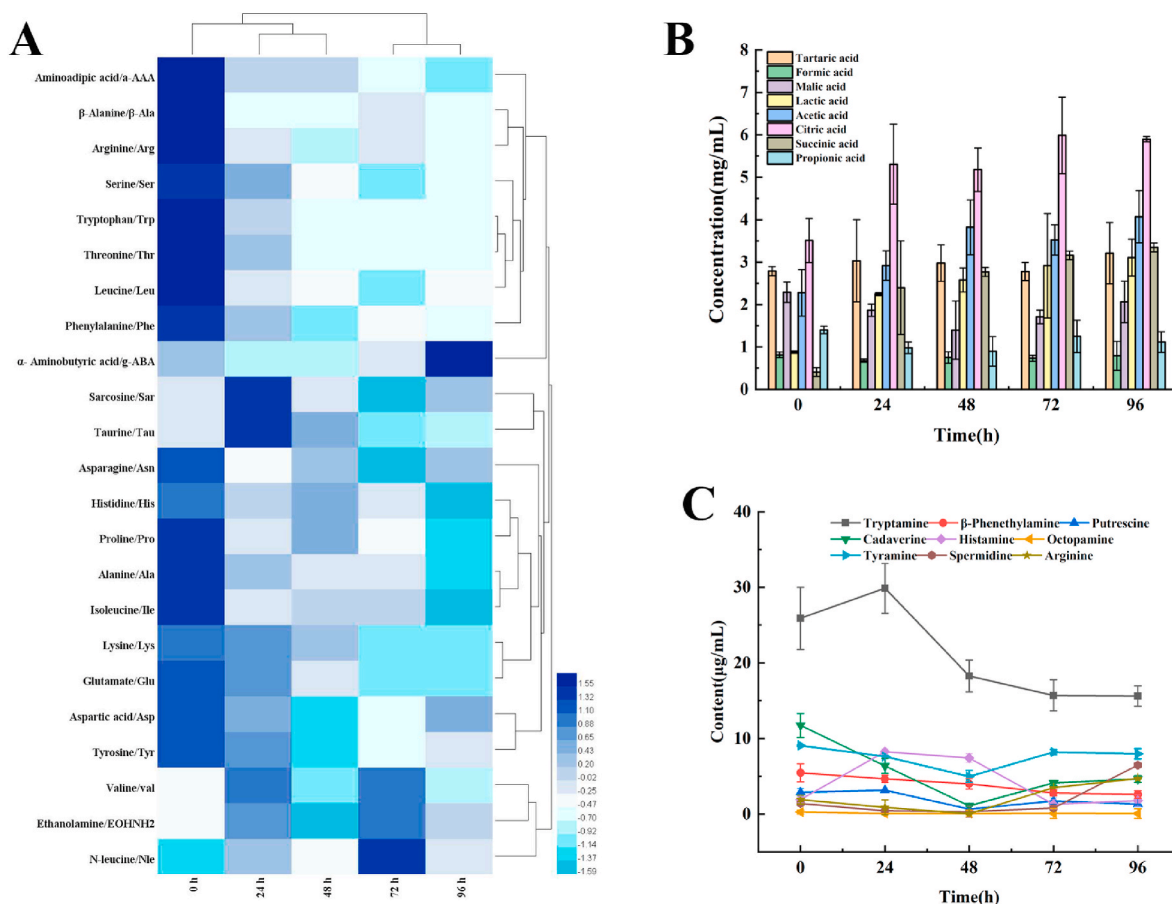 A
Aminoadipic acid/a-AAA
β-Alanine/β-Ala
Arginine/Arg
Serine/Ser
Tryptophan/Trp
Threonine/Thr
Leucine/Leu
Phenylalanine/Phe
α- Aminobutyric acid/g-ABA
Sarcosine/Sar
Taurine/Tau
Asparagine/Asn
Histidine/His
Proline/Pro
Alanine/Ala
Isoleucine/Ile
Lysine/Lys
Glutamate/Glu
Aspartic acid/Asp
Tyrosine/Tyr
Valine/val
Ethanolamine/EOHNH2
N-leucine/Nle
0 h
24 h
48 h
72 h
96 h
1.55
1.10
0.88
0.65
0.43
0.20
-0.02
-0.25
-0.47
-0.70
-0.92
-1.14
-1.37
-1.59
B
Concentration(mg/mL)
8
7
6
5
4
3
2
1
0
Tartaric acid
Formic acid
Malic acid
Lactic acid
Acetic acid
Citric acid
Succinic acid
Propionic acid
0 24 48 72 96
Time(h)
C
Content(μg/mL)
40
30
20
10
0
Tryptamine β-Phenethylamine Putrescine
Cadaverine Histamine Octopamine
Tyramine Spermidine Arginine
0 24 48 72 96
Time(h)